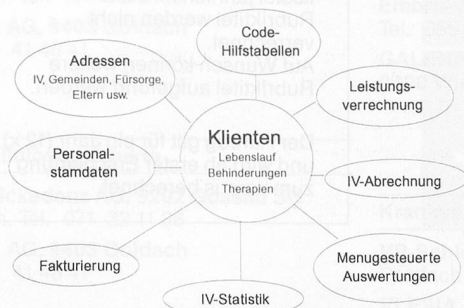 Code-
Hilfstabellen
Adressen
IV, Gemeinden, Fürsorge,
Eltern usw.
Leistungs-
verrechnung
Klienten
Lebenslauf
Behinderungen
Therapien
Personal-
stamdaten
IV-Abrechnung
Fakturierung
Menugesteuerte
Auswertungen
IV-Statistik